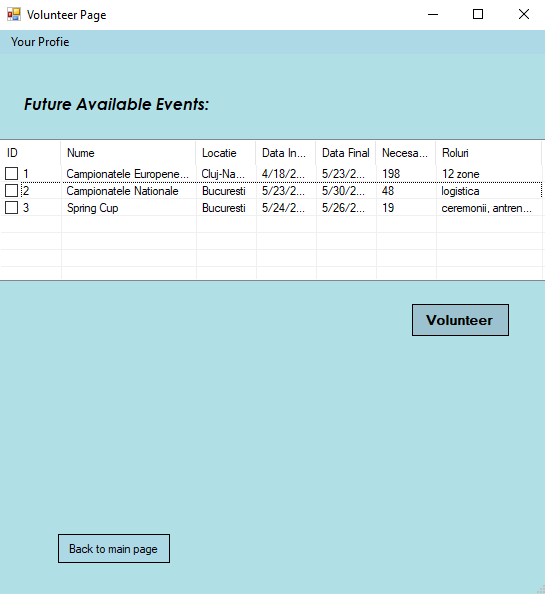 Volunteer Page
Your Profie
Future Available Events:
ID Nume Locatie Data In... Data Final Necesa... Roluri
1 Campionatele Europene... Cluj-Na... 4/18/2... 5/23/2... 198 12 zone
2 Campionatele Nationale Bucuresti 5/23/2... 5/30/2... 48 logistica
3 Spring Cup Bucuresti 5/24/2... 5/26/2... 19 ceremonii, antren...
Volunteer
Back to main page